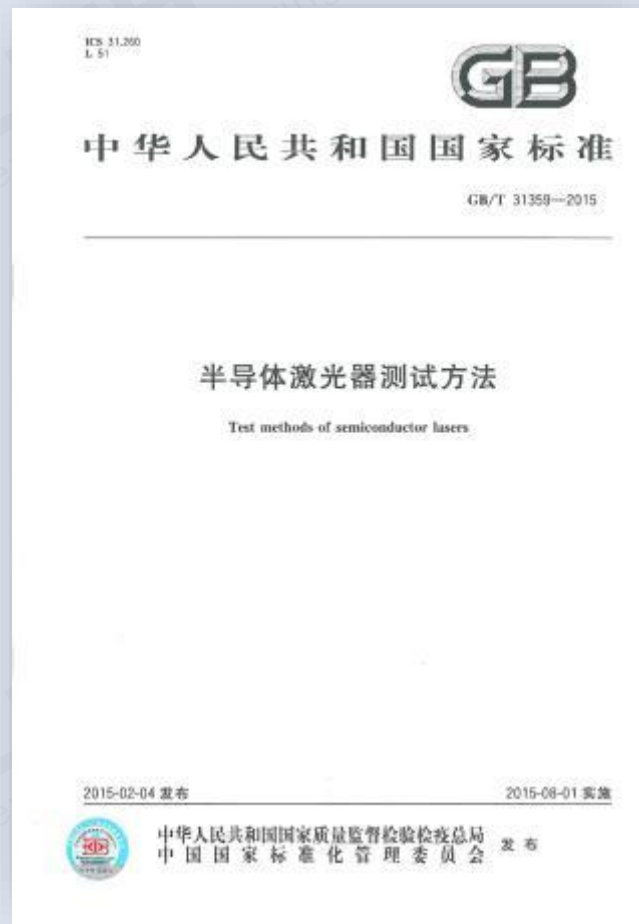 ICS 31.260
L 51
GB
中华人民共和国国家标准
GB/T 31359—2015
半导体激光器测试方法
Test methods of semiconductor lasers
2015-02-04 发布
2015-08-01 实施
中华人民共和国国家质量监督检验检疫总局
中国国家标准化管理委员会
发布